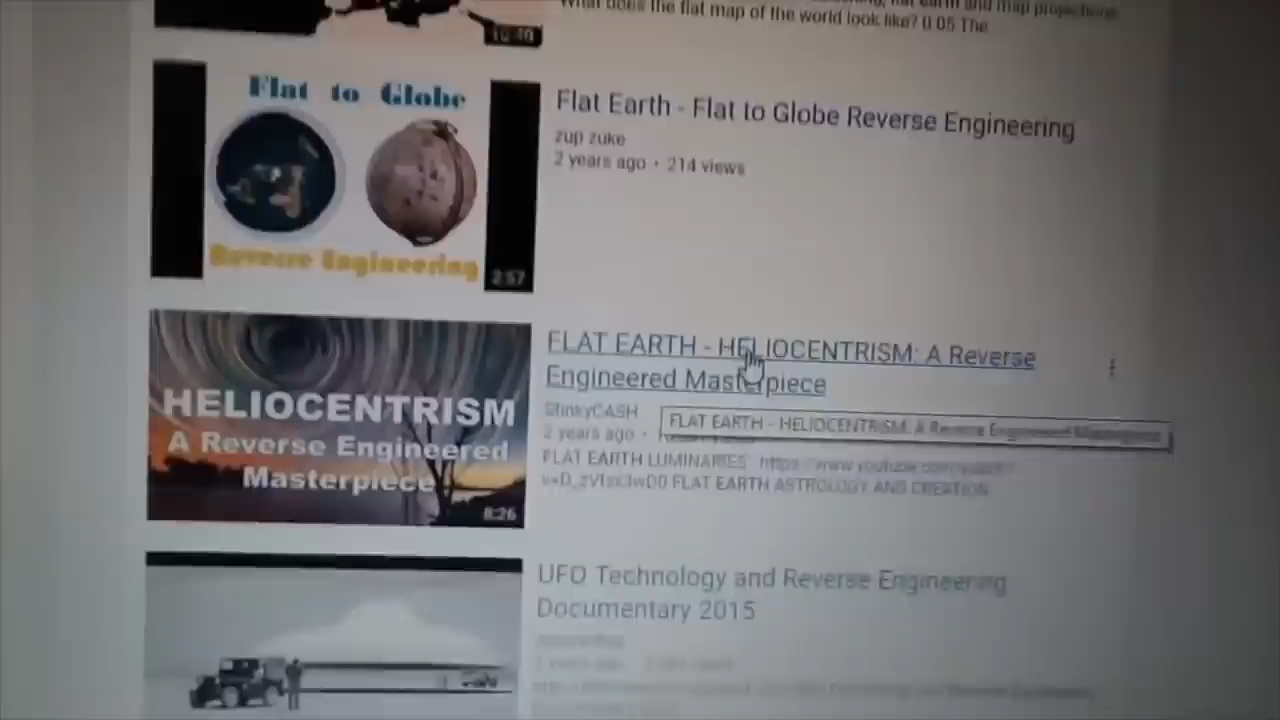 What does the flat map of the world look like? 0:05 The
10:40
Flat to Globe
Reverse Engineering
2:57
Flat Earth - Flat to Globe Reverse Engineering
zup zuke
2 years ago • 214 views
HELIOCENTRISM
A Reverse Engineered
Masterpiece
8:26
FLAT EARTH - HELIOCENTRISM: A Reverse
Engineered Masterpiece
StinkyCASH
2 years ago •
FLAT EARTH - HELIOCENTRISM: A Reverse Engineered Masterpiece
FLAT EARTH LUMINARIES
FLAT EARTH ASTROLOGY AND CREATION
UFO Technology and Reverse Engineering
Documentary 2015